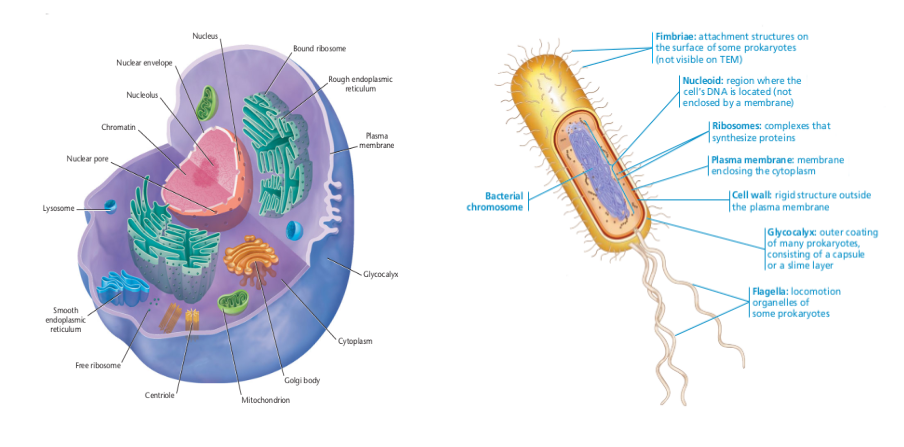 Nucleus
Bound ribosome
Nuclear envelope
Rough endoplasmic
reticulum
Nucleolus
Chromatin
Plasma
membrane
Nuclear pore
Lysosome
Glycocalyx
Smooth
endoplasmic
reticulum
Cytoplasm
Free ribosome
Golgi body
Centriole
Mitochondrion
Fimbriae: attachment structures on
the surface of some prokaryotes
(not visible on TEM)
Nucleoid: region where the
cell's DNA is located (not
enclosed by a membrane)
Ribosomes: complexes that
synthesize proteins
Plasma membrane: membrane
enclosing the cytoplasm
Bacterial
chromosome
Cell wall: rigid structure outside
the plasma membrane
Glycocalyx: outer coating
of many prokaryotes,
consisting of a capsule
or a slime layer
Flagella: locomotion
organelles of
some prokaryotes